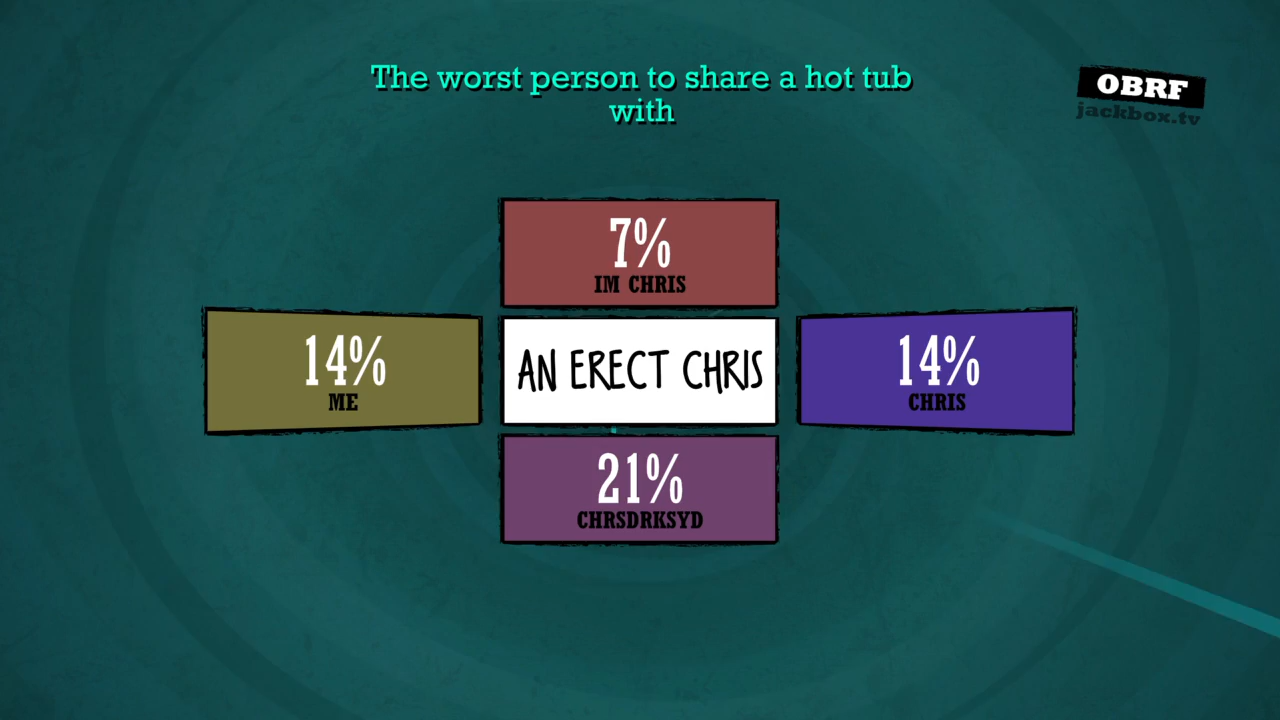 The worst person to share a hot tub
with
OBRF
jackbox.tv
7%
IM CHRIS
14%
ME
AN ERECT CHRIS
14%
CHRIS
21%
CHRSDRKSYD